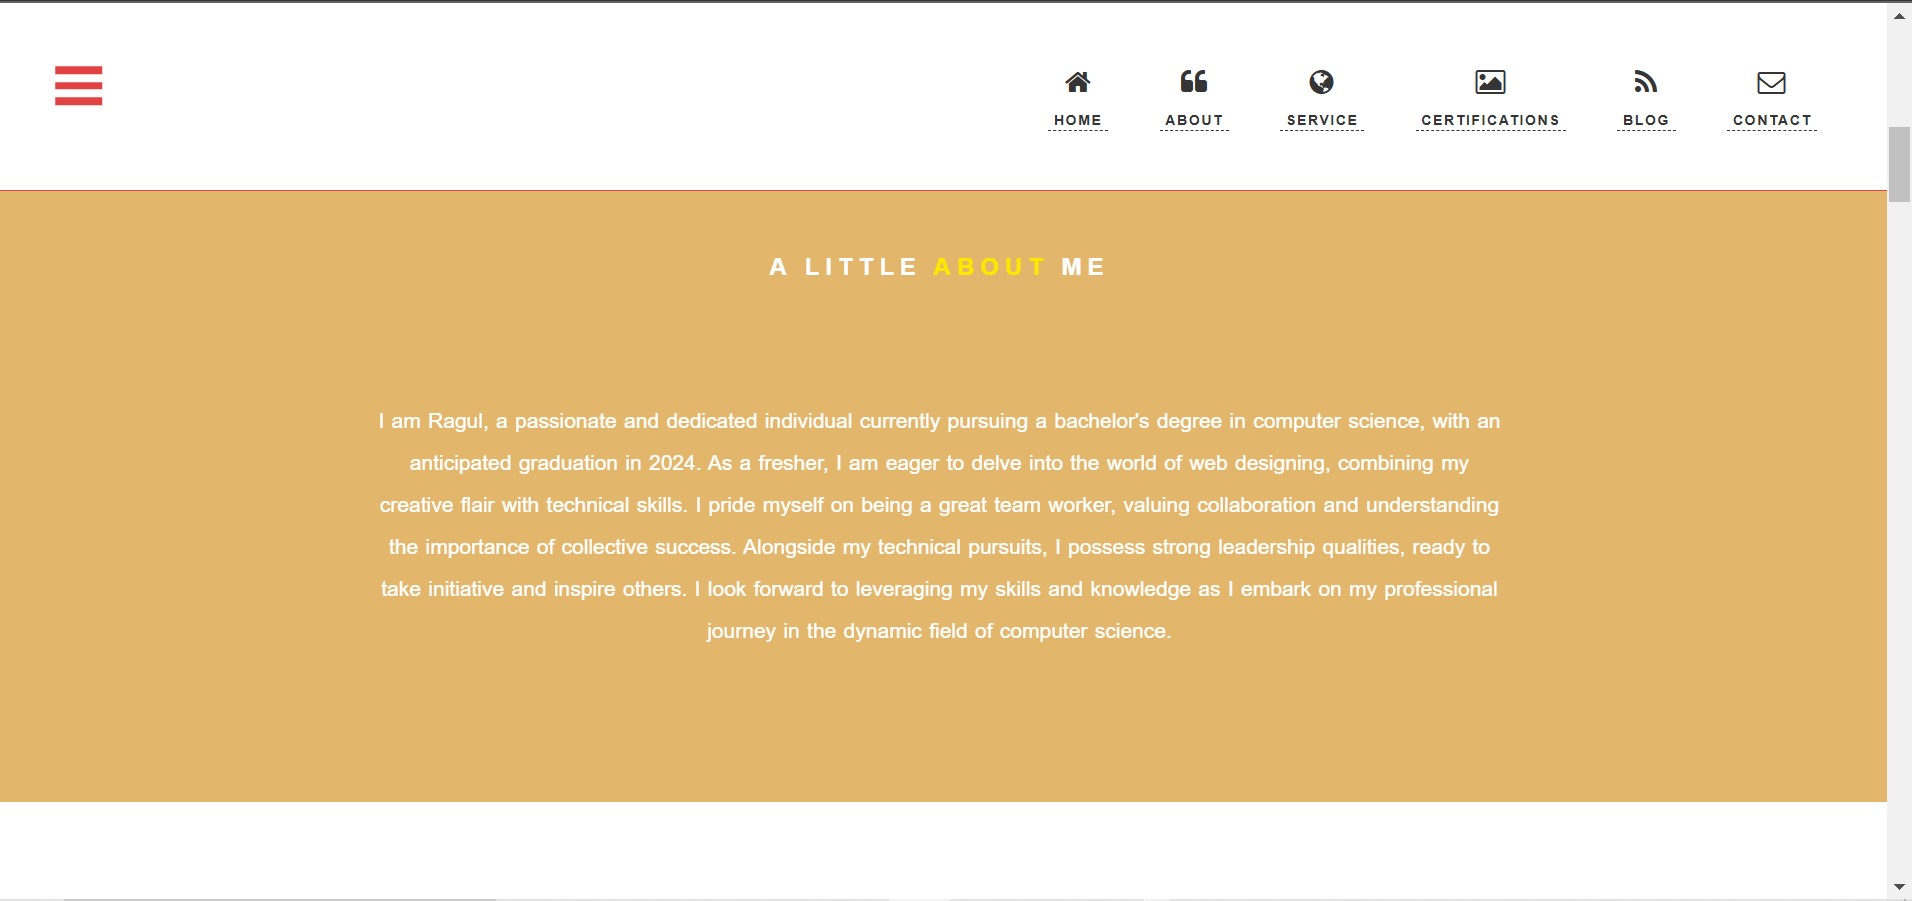 HOME ABOUT SERVICE CERTIFICATIONS BLOG CONTACT
A LITTLE ABOUT ME
I am Ragul, a passionate and dedicated individual currently pursuing a bachelor's degree in computer science, with an
anticipated graduation in 2024. As a fresher, I am eager to delve into the world of web designing, combining my
creative flair with technical skills. I pride myself on being a great team worker, valuing collaboration and understanding
the importance of collective success. Alongside my technical pursuits, I possess strong leadership qualities, ready to
take initiative and inspire others. I look forward to leveraging my skills and knowledge as I embark on my professional
journey in the dynamic field of computer science.